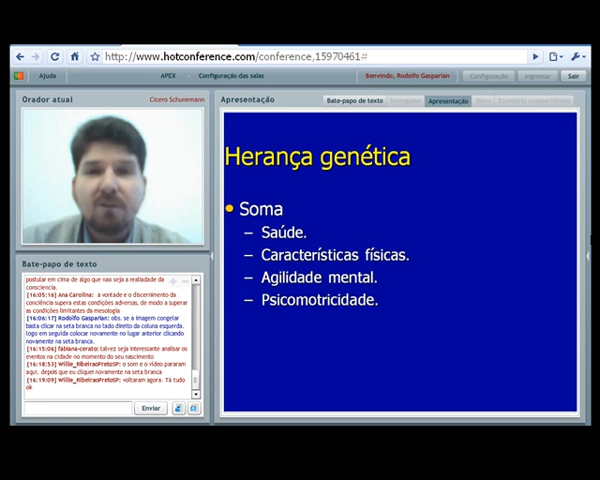 http://www.hotconference.com/conference,15970461#
Ajuda
APEX - Configuração das salas
Benvindo, Rodolfo Gasparian
Configuração
Ingressar
Sair
Orador atual
Cicero Schunemann
Apresentação
Bate-papo de texto
Apresentação
Herança genética
• Soma
– Saúde.
– Características físicas.
– Agilidade mental.
– Psicomotricidade.
Bate-papo de texto
postular em cima de algo que nao seja a realiadade da
consciencia.
[16:05:16] Ana Carolina: a vontade e o discernimento da
conciência supera estas condições adversas, de modo a superar
as condições limitantes da mesologia
[16:06:17] Rodolfo Gasparian: obs. se a imagem congelar
basta clicar na seta branca no lado direito da coluna esquerda.
logo em seguida colocar novamente no lugar anterior clicando
novamente na seta branca.
[16:15:06] fabiana-cerato: talvez seja interessante analisar os
eventos na cidade no momento do seu nascimento
[16:18:53] Willie_RibeiraoPretoSP: o som e o vídeo pararam
aqui, depois que eu cliquei novamente na seta branca
[16:19:09] Willie_RibeiraoPretoSP: voltaram agora. Tá tudo
ok
Enviar